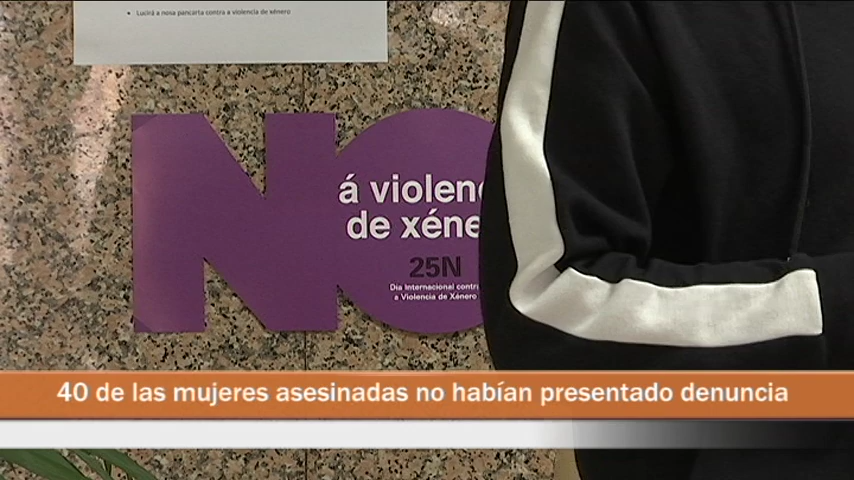 • Lucirá a nosa pancarta contra a violencia de xénero
NO
á violenc
de xéne
25N
Día Internacional contra
a Violencia de Xénero
40 de las mujeres asesinadas no habían presentado denuncia